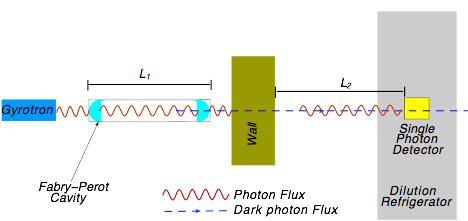 L1
L2
Gyrotron
Wall
Single
Photon
Detector
Fabry-Perot
Cavity
Dilution
Refrigerator
Photon Flux
Dark photon Flux